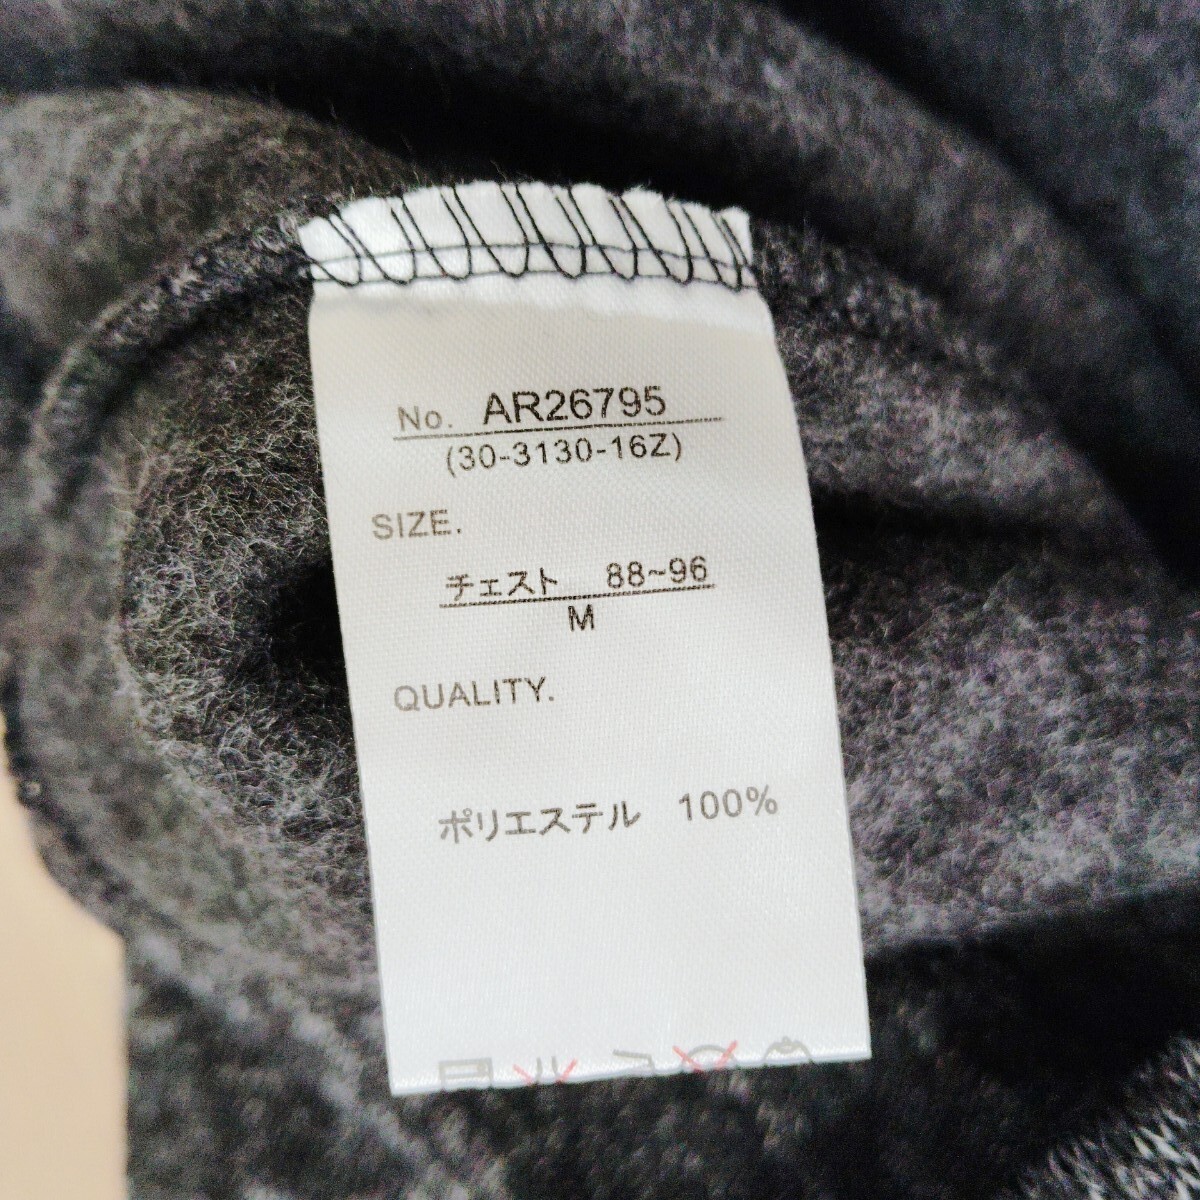 No. AR26795
(30-3130-16Z)
SIZE.
チェスト 88~96
M
QUALITY.
ポリエステル 100%